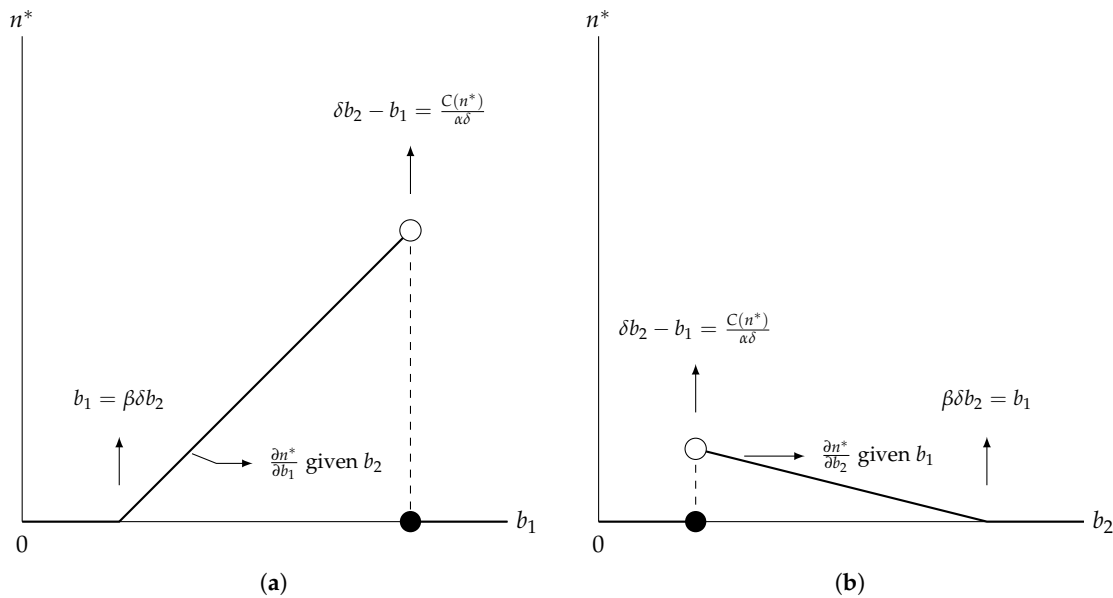 n*
δb₂ − b₁ = C(n*)/αδ
b₁ = βδb₂
∂n*/∂b₁ given b₂
b₁
0
(a)
n*
δb₂ − b₁ = C(n*)/αδ
βδb₂ = b₁
∂n*/∂b₂ given b₁
b₂
0
(b)